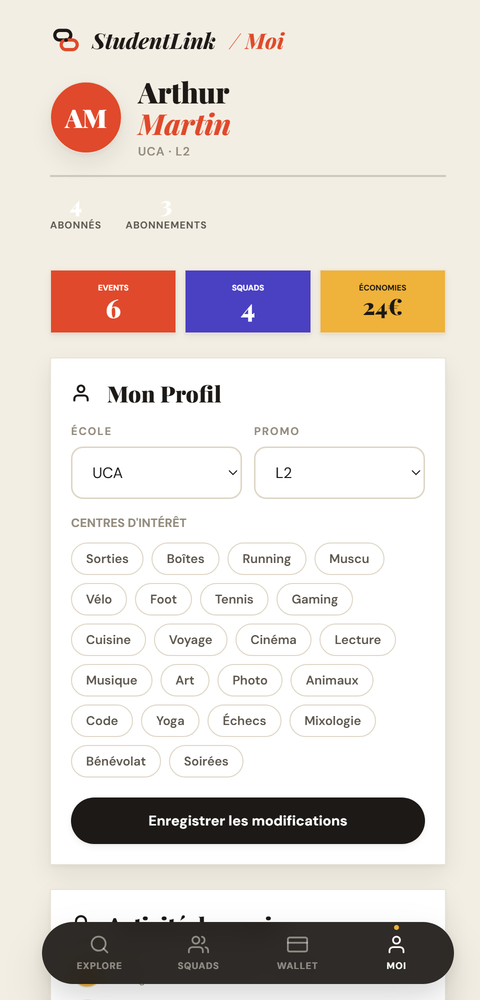 StudentLink / Moi
AM
Arthur
Martin
UCA · L2
4 3
ABONNÉS ABONNEMENTS
EVENTS SQUADS ÉCONOMIES
6 4 24€
Mon Profil
ÉCOLE PROMO
UCA L2
CENTRES D'INTÉRÊT
Sorties Boîtes Running Muscu
Vélo Foot Tennis Gaming
Cuisine Voyage Cinéma Lecture
Musique Art Photo Animaux
Code Yoga Échecs Mixologie
Bénévolat Soirées
Enregistrer les modifications
EXPLORE SQUADS WALLET MOI